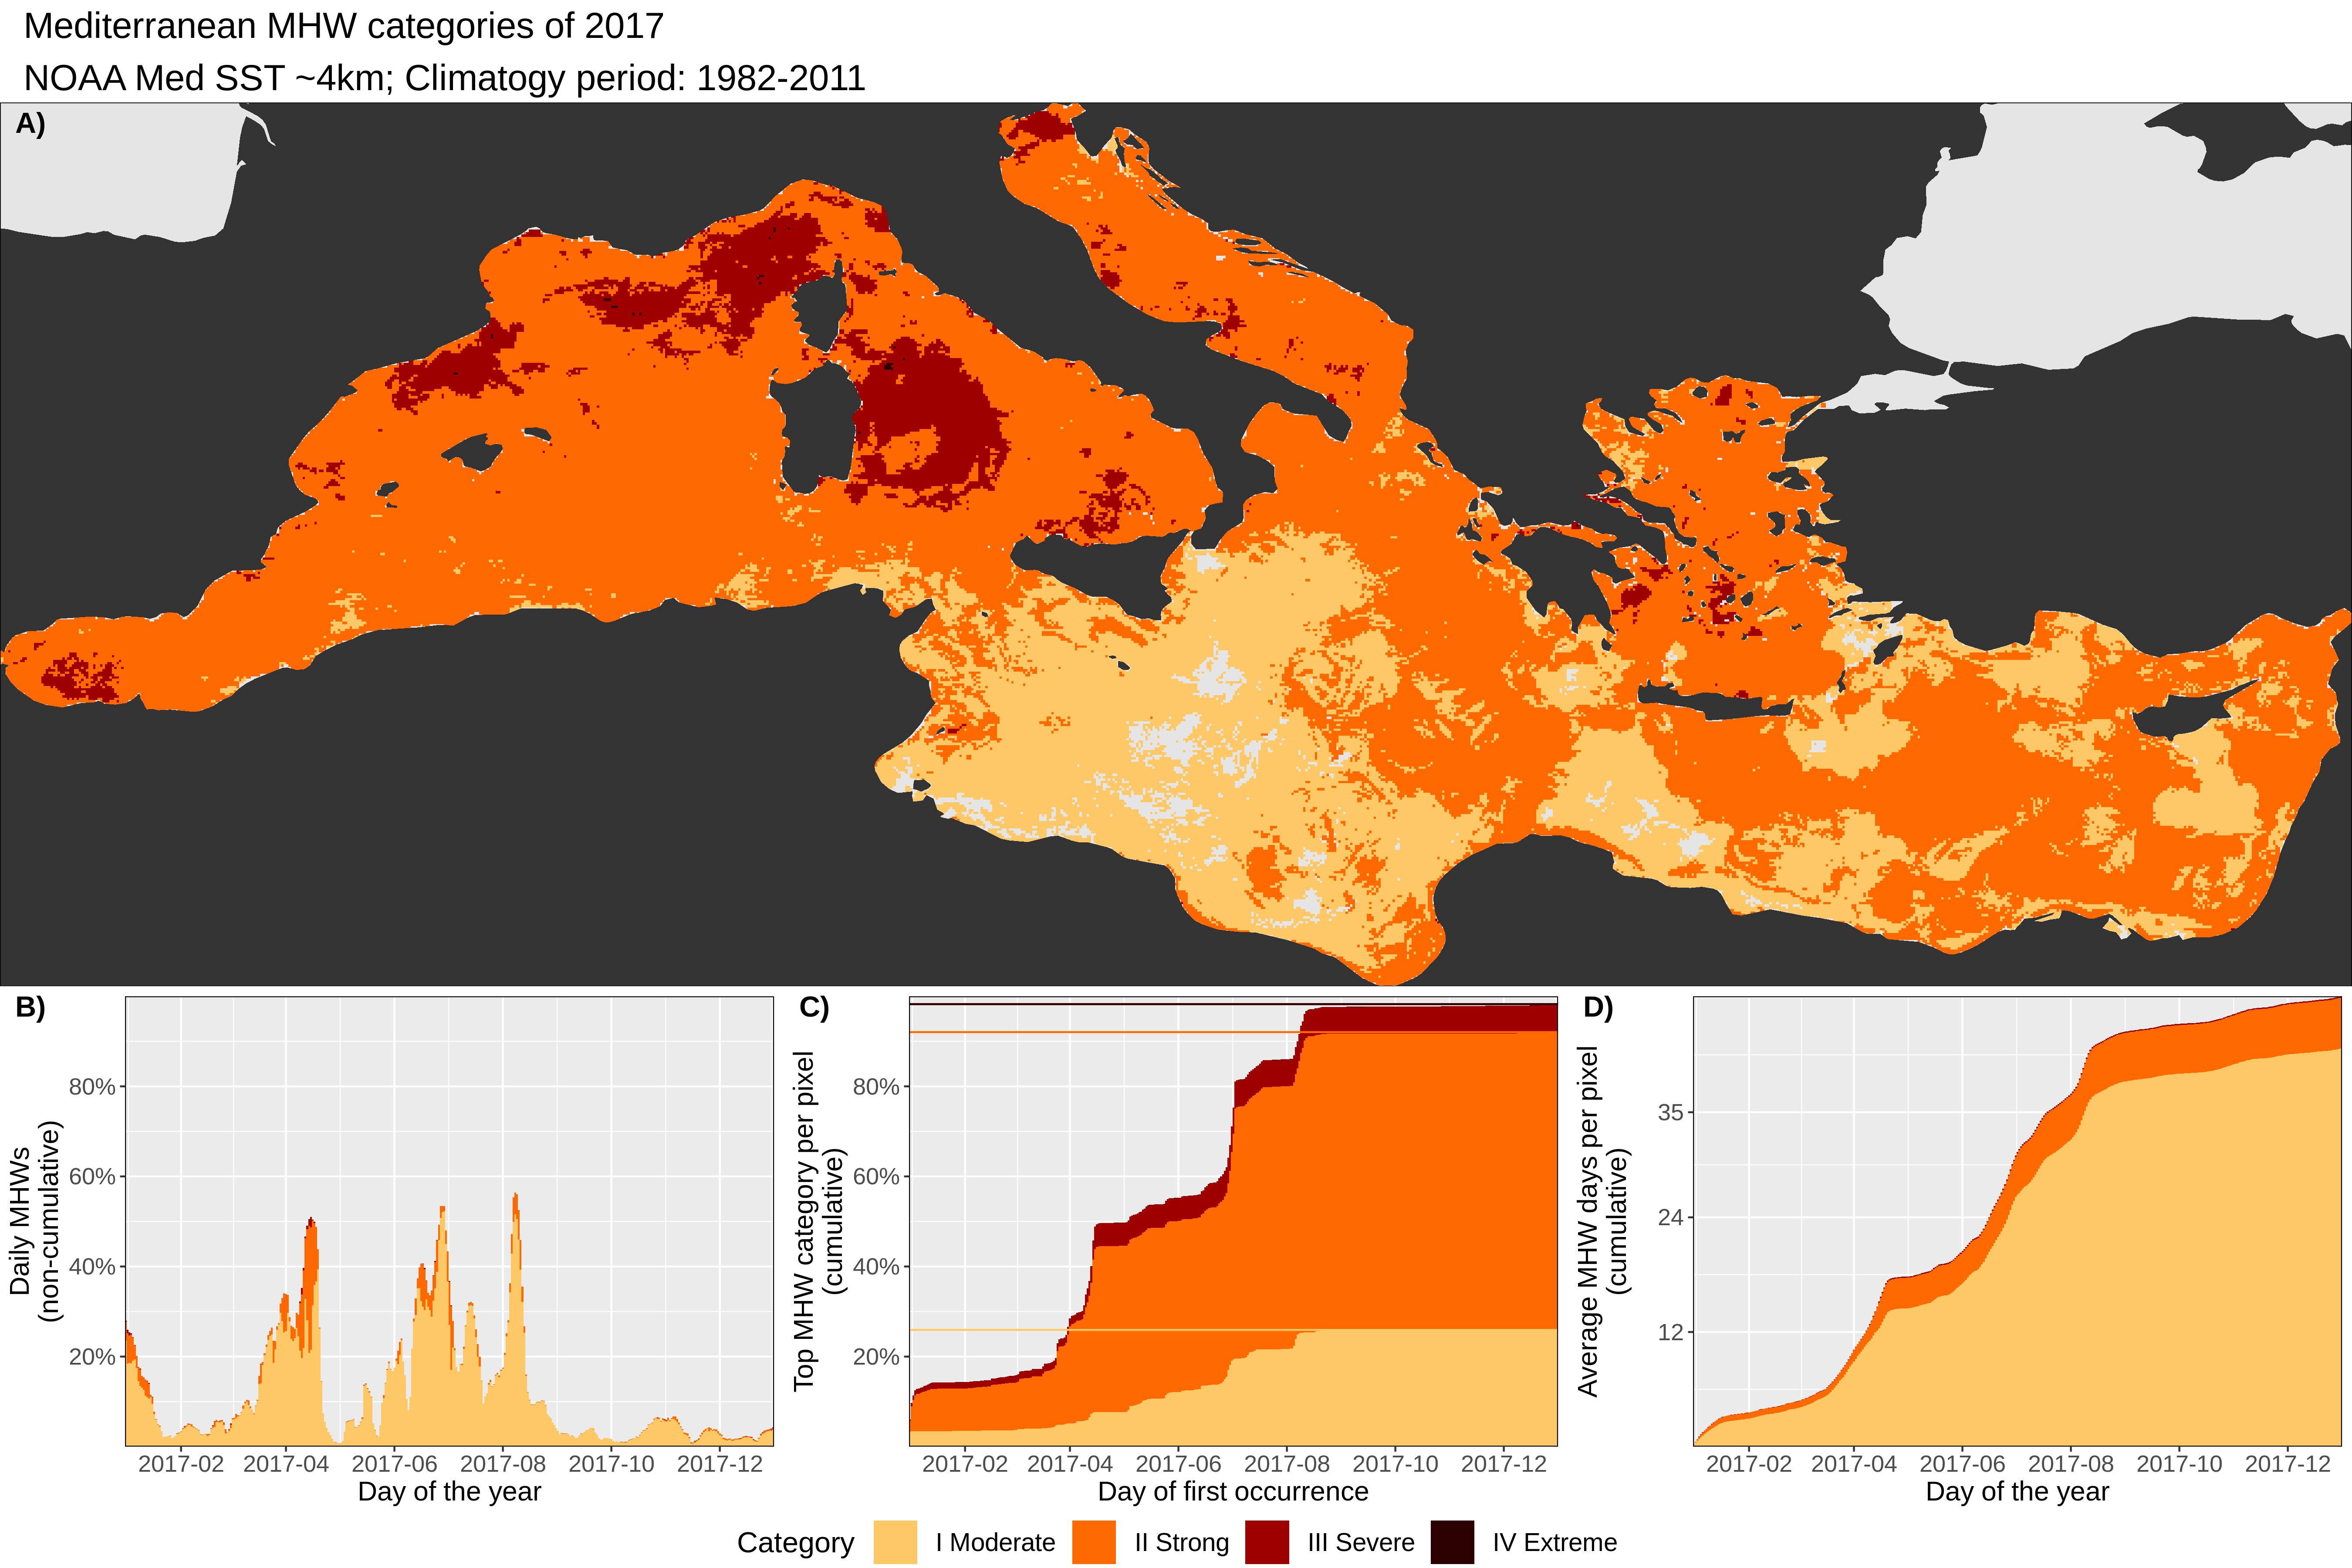 Mediterranean MHW categories of 2017
NOAA Med SST ~4km; Climatogy period: 1982-2011
A)
B)
Daily MHWs
(non-cumulative)
80%
60%
40%
20%
2017-02 2017-04 2017-06 2017-08 2017-10 2017-12
Day of the year
C)
Top MHW category per pixel
(cumulative)
80%
60%
40%
20%
2017-02 2017-04 2017-06 2017-08 2017-10 2017-12
Day of first occurrence
D)
Average MHW days per pixel
(cumulative)
35
24
12
2017-02 2017-04 2017-06 2017-08 2017-10 2017-12
Day of the year
Category I Moderate II Strong III Severe IV Extreme